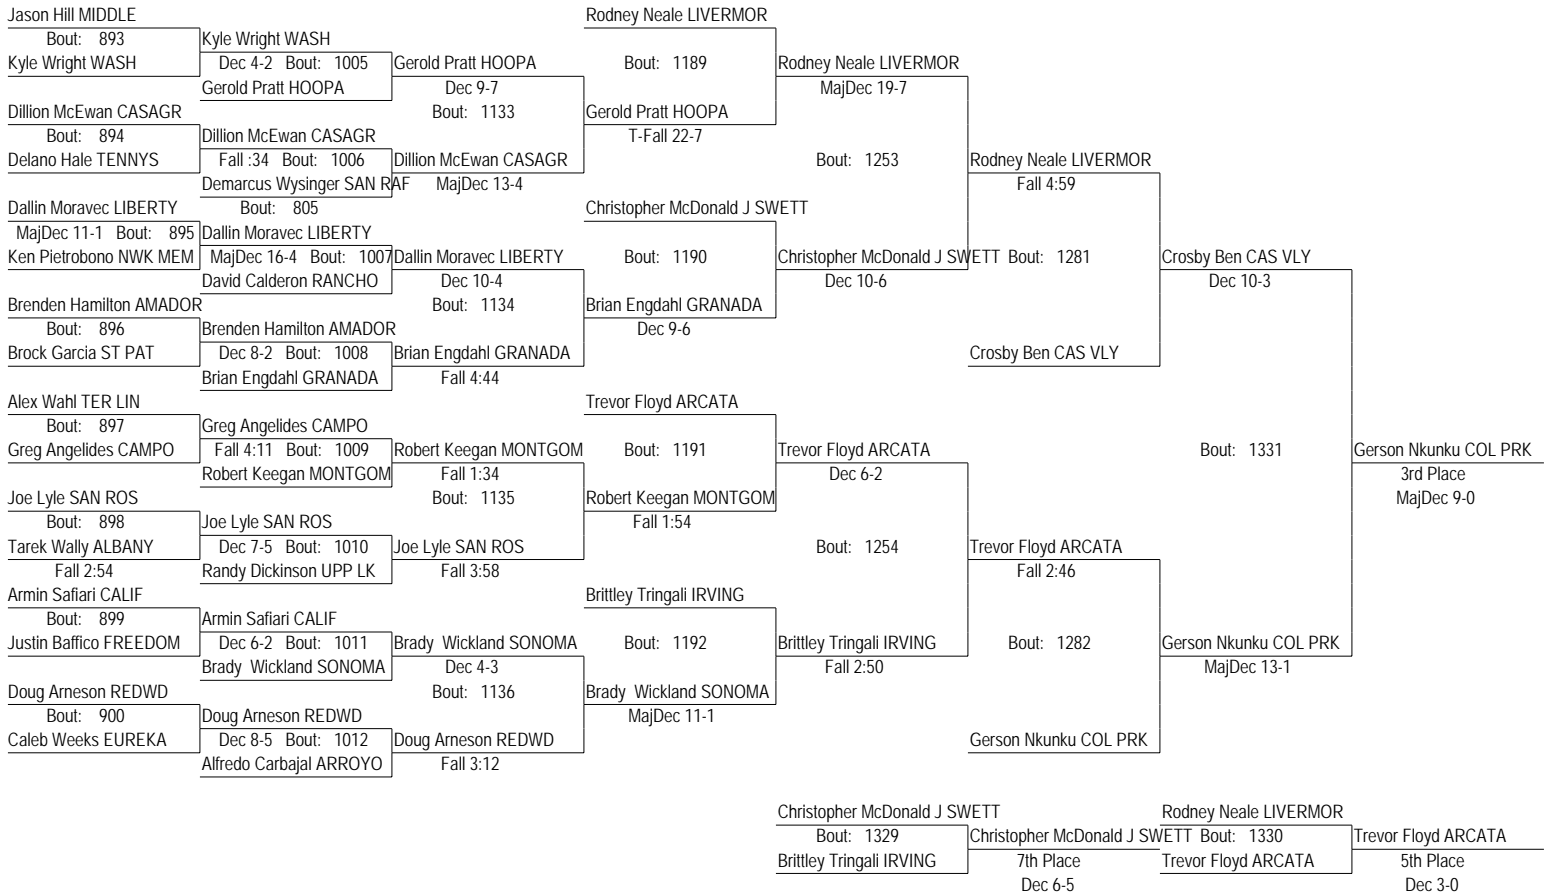 Jason Hill MIDDLE Rodney Neale LIVERMOR
Bout: 893 Kyle Wright WASH
Kyle Wright WASH Dec 4-2 Bout: 1005 Gerold Pratt HOOPA Bout: 1189 Rodney Neale LIVERMOR
Gerold Pratt HOOPA Dec 9-7 MajDec 19-7
Dillion McEwan CASAGR Bout: 1133 Gerold Pratt HOOPA
Bout: 894 Dillion McEwan CASAGR T-Fall 22-7
Delano Hale TENNYS Fall :34 Bout: 1006 Dillion McEwan CASAGR Bout: 1253 Rodney Neale LIVERMOR
Demarcus Wysinger SAN RAF MajDec 13-4 Fall 4:59
Dallin Moravec LIBERTY Bout: 805 Christopher McDonald J SWETT
MajDec 11-1 Bout: 895 Dallin Moravec LIBERTY
Ken Pietrobono NWK MEM MajDec 16-4 Bout: 1007 Dallin Moravec LIBERTY Bout: 1190 Christopher McDonald J SWETT Bout: 1281 Crosby Ben CAS VLY
David Calderon RANCHO Dec 10-4 Dec 10-6 Dec 10-3
Brenden Hamilton AMADOR Bout: 1134 Brian Engdahl GRANADA
Bout: 896 Brenden Hamilton AMADOR Dec 9-6
Brock Garcia ST PAT Dec 8-2 Bout: 1008 Brian Engdahl GRANADA Crosby Ben CAS VLY
Brian Engdahl GRANADA Fall 4:44
Alex Wahl TER LIN Trevor Floyd ARCATA
Bout: 897 Greg Angelides CAMPO
Greg Angelides CAMPO Fall 4:11 Bout: 1009 Robert Keegan MONTGOM Bout: 1191 Trevor Floyd ARCATA Bout: 1331 Gerson Nkunku COL PRK
Robert Keegan MONTGOM Fall 1:34 Dec 6-2 3rd Place
Joe Lyle SAN ROS Bout: 1135 Robert Keegan MONTGOM MajDec 9-0
Bout: 898 Joe Lyle SAN ROS Fall 1:54
Tarek Wally ALBANY Dec 7-5 Bout: 1010 Joe Lyle SAN ROS Bout: 1254 Trevor Floyd ARCATA
Fall 2:54 Randy Dickinson UPP LK Fall 3:58 Fall 2:46
Armin Safiari CALIF Brittley Tringali IRVING
Bout: 899 Armin Safiari CALIF
Justin Baffico FREEDOM Dec 6-2 Bout: 1011 Brady Wickland SONOMA Bout: 1192 Brittley Tringali IRVING Bout: 1282 Gerson Nkunku COL PRK
Brady Wickland SONOMA Dec 4-3 Fall 2:50 MajDec 13-1
Doug Arneson REDWD Bout: 1136 Brady Wickland SONOMA
Bout: 900 Doug Arneson REDWD MajDec 11-1
Caleb Weeks EUREKA Dec 8-5 Bout: 1012 Doug Arneson REDWD Gerson Nkunku COL PRK
Alfredo Carbajal ARROYO Fall 3:12
Christopher McDonald J SWETT Rodney Neale LIVERMOR
Bout: 1329 Christopher McDonald J SWETT Bout: 1330 Trevor Floyd ARCATA
Brittley Tringali IRVING 7th Place Trevor Floyd ARCATA 5th Place
Dec 6-5 Dec 3-0